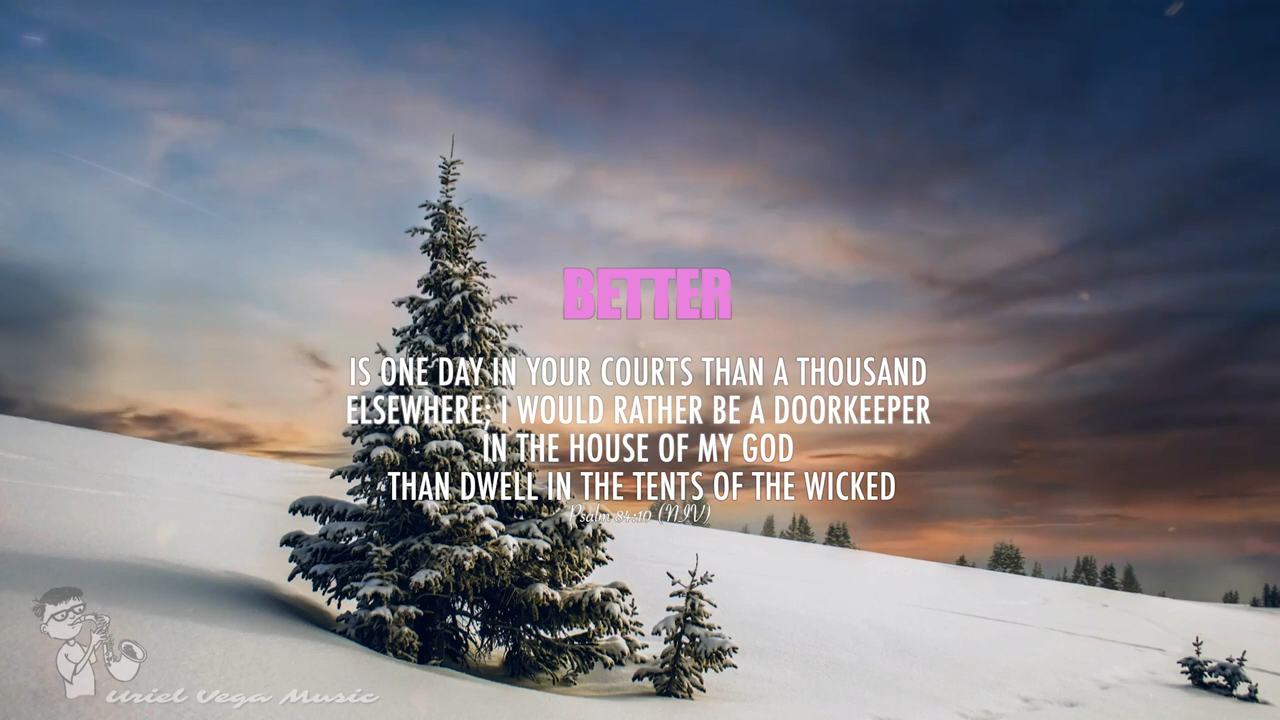 BETTER
IS ONE DAY IN YOUR COURTS THAN A THOUSAND
ELSEWHERE; I WOULD RATHER BE A DOORKEEPER
IN THE HOUSE OF MY GOD
THAN DWELL IN THE TENTS OF THE WICKED
Psalm 84:10 (NIV)
Uriel Vega Music